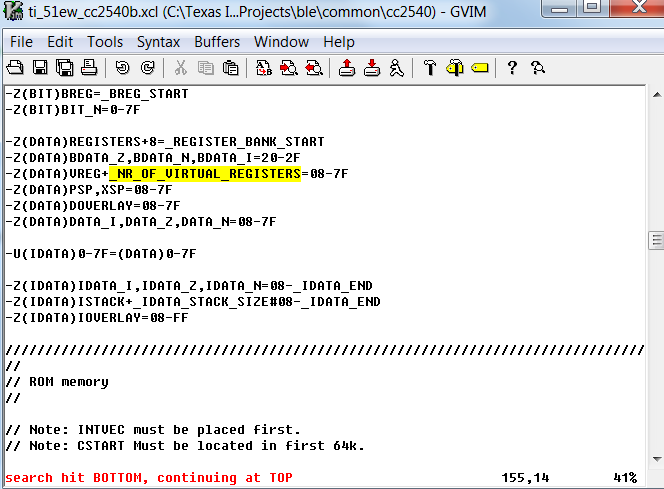 ti_51ew_cc2540b.xcl (C:\Texas I...Projects\ble\common\cc2540) - GVIM
File Edit Tools Syntax Buffers Window Help
-Z(BIT)BREG=_BREG_START
-Z(BIT)BIT_N=0-7F
-Z(DATA)REGISTERS+8=_REGISTER_BANK_START
-Z(DATA)BDATA_Z,BDATA_N,BDATA_I=20-2F
-Z(DATA)VREG+_NR_OF_VIRTUAL_REGISTERS=08-7F
-Z(DATA)PSP,XSP=08-7F
-Z(DATA)DOVERLAY=08-7F
-Z(DATA)DATA_I,DATA_Z,DATA_N=08-7F
-U(IDATA)0-7F=(DATA)0-7F
-Z(IDATA)IDATA_I,IDATA_Z,IDATA_N=08-_IDATA_END
-Z(IDATA)ISTACK+_IDATA_STACK_SIZE#08-_IDATA_END
-Z(IDATA)IOVERLAY=08-FF
////////////////////////////////////////////////////////////////////////////////
//
// ROM memory
//
// Note: INTVEC must be placed first.
// Note: CSTART Must be located in first 64k.
search hit BOTTOM, continuing at TOP 155,14 41%